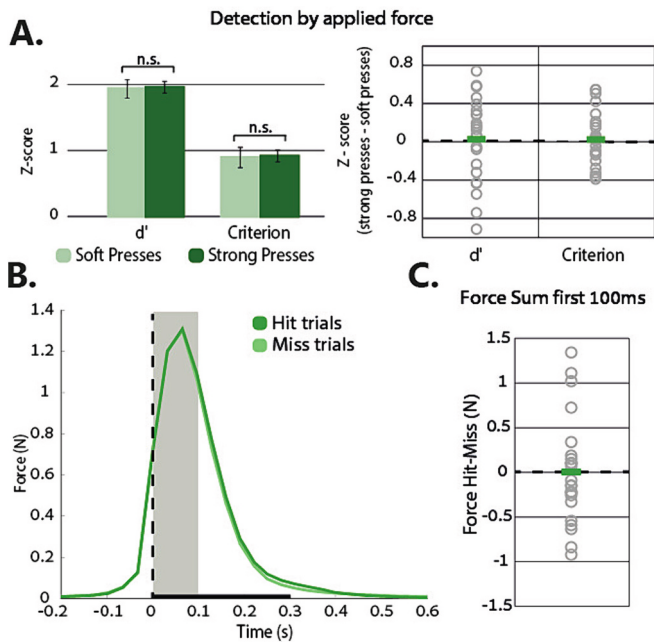 Detection by applied force
A.
n.s.
n.s.
2
1
0
Z-score
d'
Criterion
Soft Presses
Strong Presses
0.8
0.4
0
-0.4
-0.8
Z - score
(strong presses - soft presses)
d'
Criterion
B.
1.4
1.2
1
0.8
0.6
0.4
0.2
0
Force (N)
Hit trials
Miss trials
-0.2
-0.1
0
0.1
0.2
0.3
0.4
0.5
0.6
Time (s)
C.
Force Sum first 100ms
1.5
1
0.5
0
-0.5
-1
-1.5
Force Hit-Miss (N)